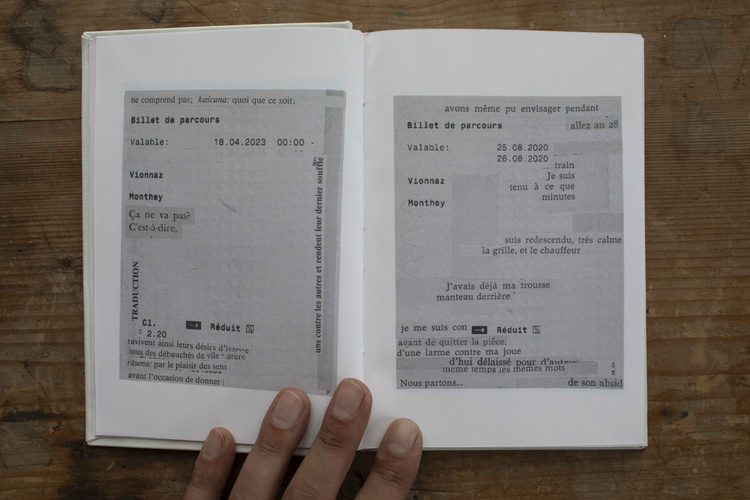 ne comprend pas; kaścana: quoi que ce soit;
Billet de parcours
Valable: 18.04.2023 00:00 -
Vionnaz
Monthey
Ça ne va pas?
C'est-à-dire,
TRADUCTION
uns contre les autres et rendent leur dernier souffle
Cl.
2.20
Réduit
ravivent ainsi leurs désirs d'ivresse
tous des débauchés de vile nature
rāsena: par le plaisir des sens
avant l'occasion de donner
avons même pu envisager pendant
Billet de parcours
allez au 28
Valable: 25.08.2020
26.08.2020
train
Vionnaz
Je suis
tenu à ce que
minutes
Monthey
suis redescendu, très calme
la grille, et le chauffeur
J'avais déjà ma trousse
manteau derrière
je me suis con
Réduit
avant de quitter la pièce.
d'une larme contre ma joue
d'hui délaissé pour d'autres
même temps les mêmes mots
Nous partons...
de son absid